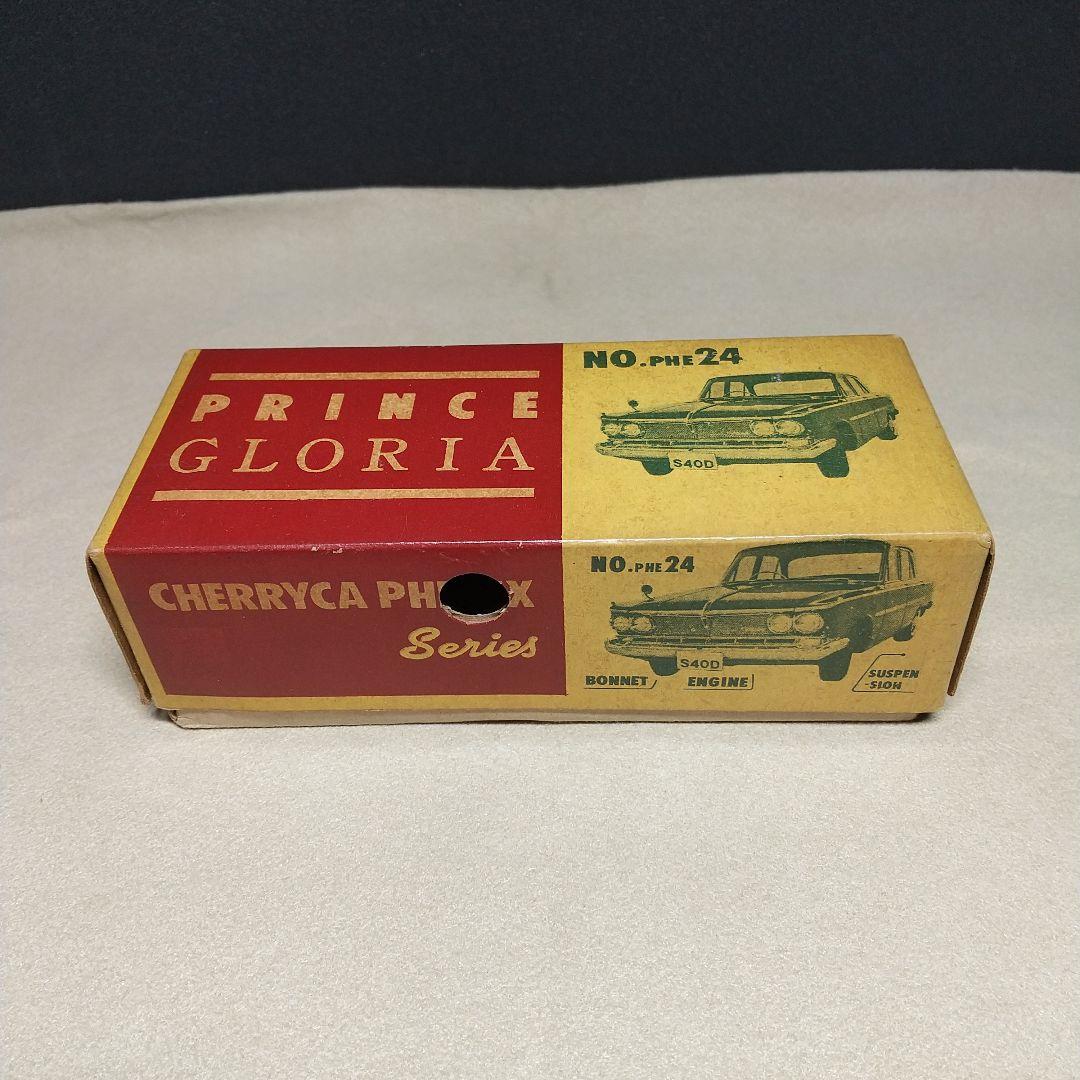 PRINCE
GLORIA
NO.PHE24
S40D
CHERRYCA
Series
NO.PHE24
S40D
BONNET
ENGINE
SUSPEN
-SION